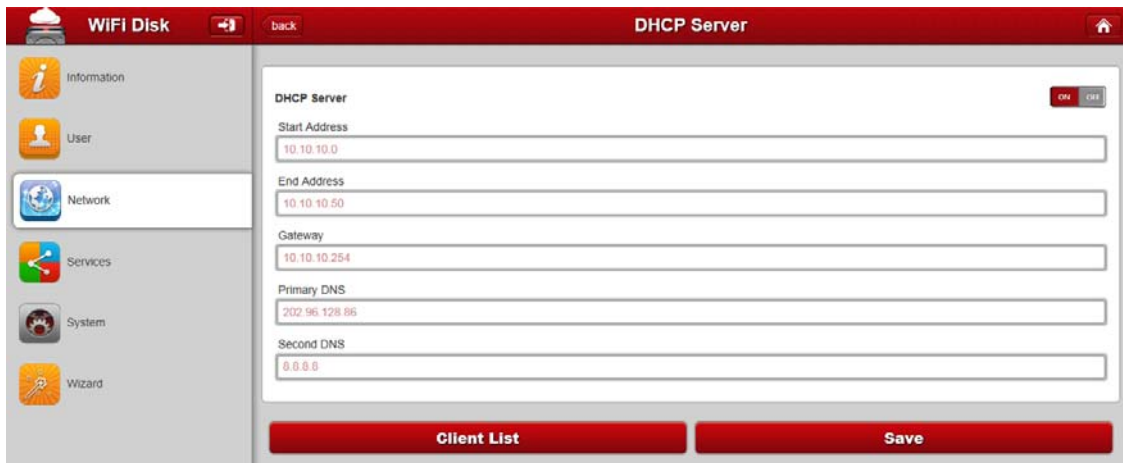 WiFi Disk
back
DHCP Server
Information
User
Network
Services
System
Wizard
DHCP Server
ON OFF
Start Address
10.10.10.0
End Address
10.10.10.50
Gateway
10.10.10.254
Primary DNS
202.96.128.86
Second DNS
8.8.8.8
Client List
Save